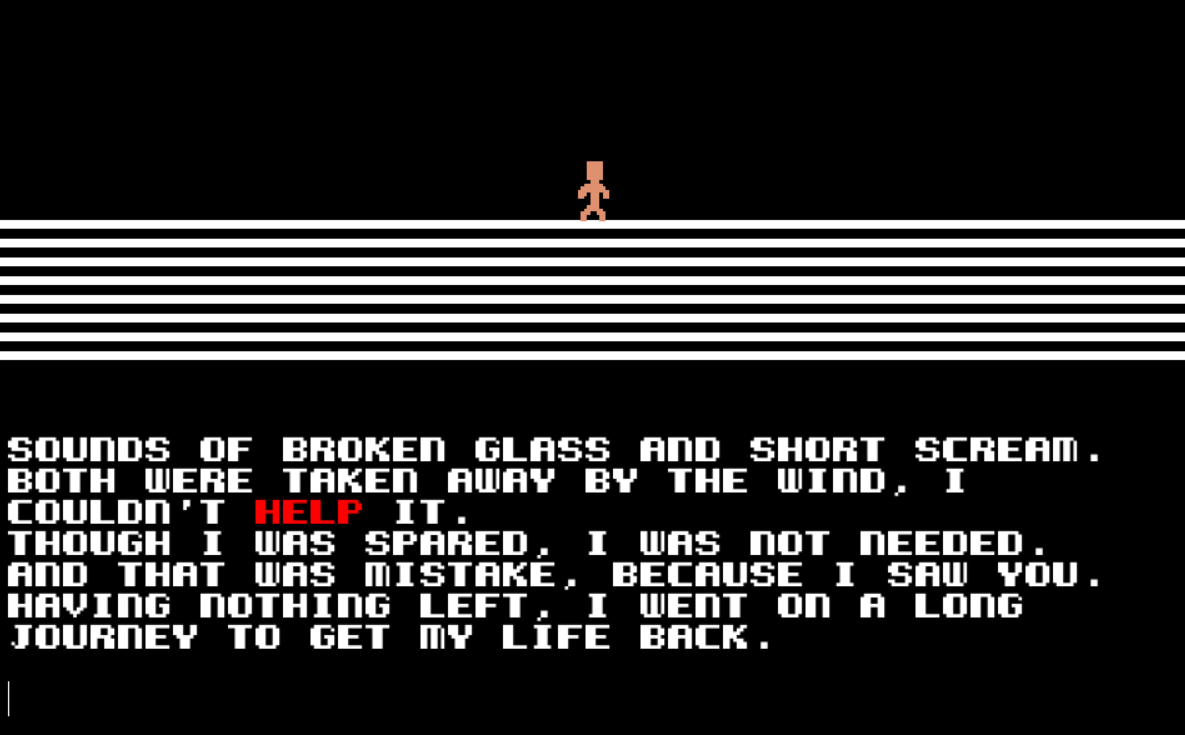 SOUNDS OF BROKEN GLASS AND SHORT SCREAM.
BOTH WERE TAKEN AWAY BY THE WIND, I
COULDN'T HELP IT.
THOUGH I WAS SPARED, I WAS NOT NEEDED.
AND THAT WAS MISTAKE, BECAUSE I SAW YOU.
HAVING NOTHING LEFT, I WENT ON A LONG
JOURNEY TO GET MY LIFE BACK.